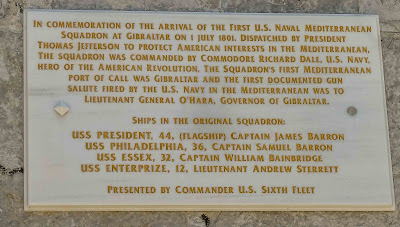 In commemoration of the arrival of the first U.S. Naval Mediterranean
Squadron at Gibraltar on 1 July 1801. Dispatched by President
Thomas Jefferson to protect American interests in the Mediterranean,
the squadron was commanded by Commodore Richard Dale, U.S. Navy,
hero of the American Revolution. The Squadron's first Mediterranean
port of call was Gibraltar and the first documented gun
salute fired by the U.S. Navy in the Mediterranean was to
Lieutenant General O'Hara, Governor of Gibraltar.
Ships in the original squadron:
USS President, 44, (flagship) Captain James Barron
USS Philadelphia, 36, Captain Samuel Barron
USS Essex, 32, Captain William Bainbridge
USS Enterprize, 12, Lieutenant Andrew Sterrett
Presented by Commander U.S. Sixth Fleet